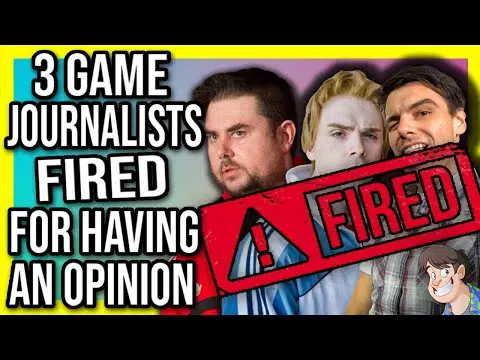 3 GAME
JOURNALISTS
FIRED
FOR HAVING
AN OPINION
! FIRED